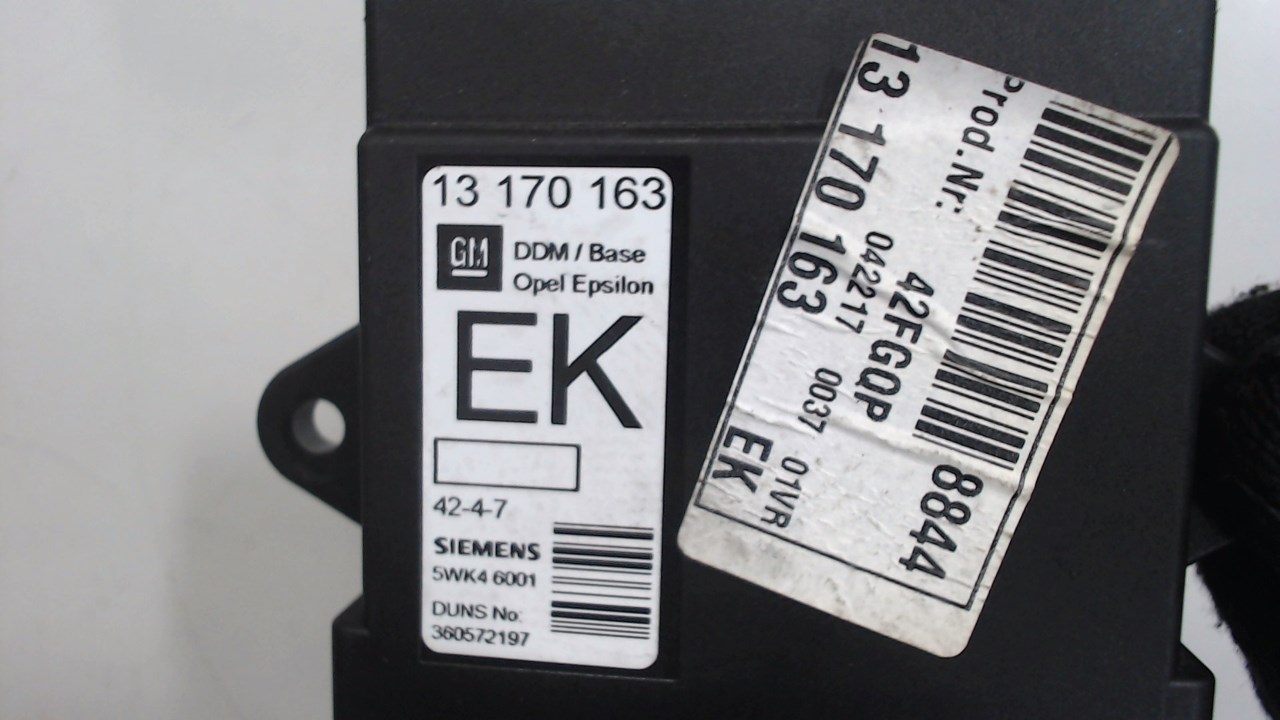 13 170 163
GM
DDM / Base
Opel Epsilon
EK
42-4-7
SIEMENS
5WK4 6001
DUNS No:
360572197
Prod.Nr.
8844
42FGQP
042217 0037 01VR
13 170 163 EK